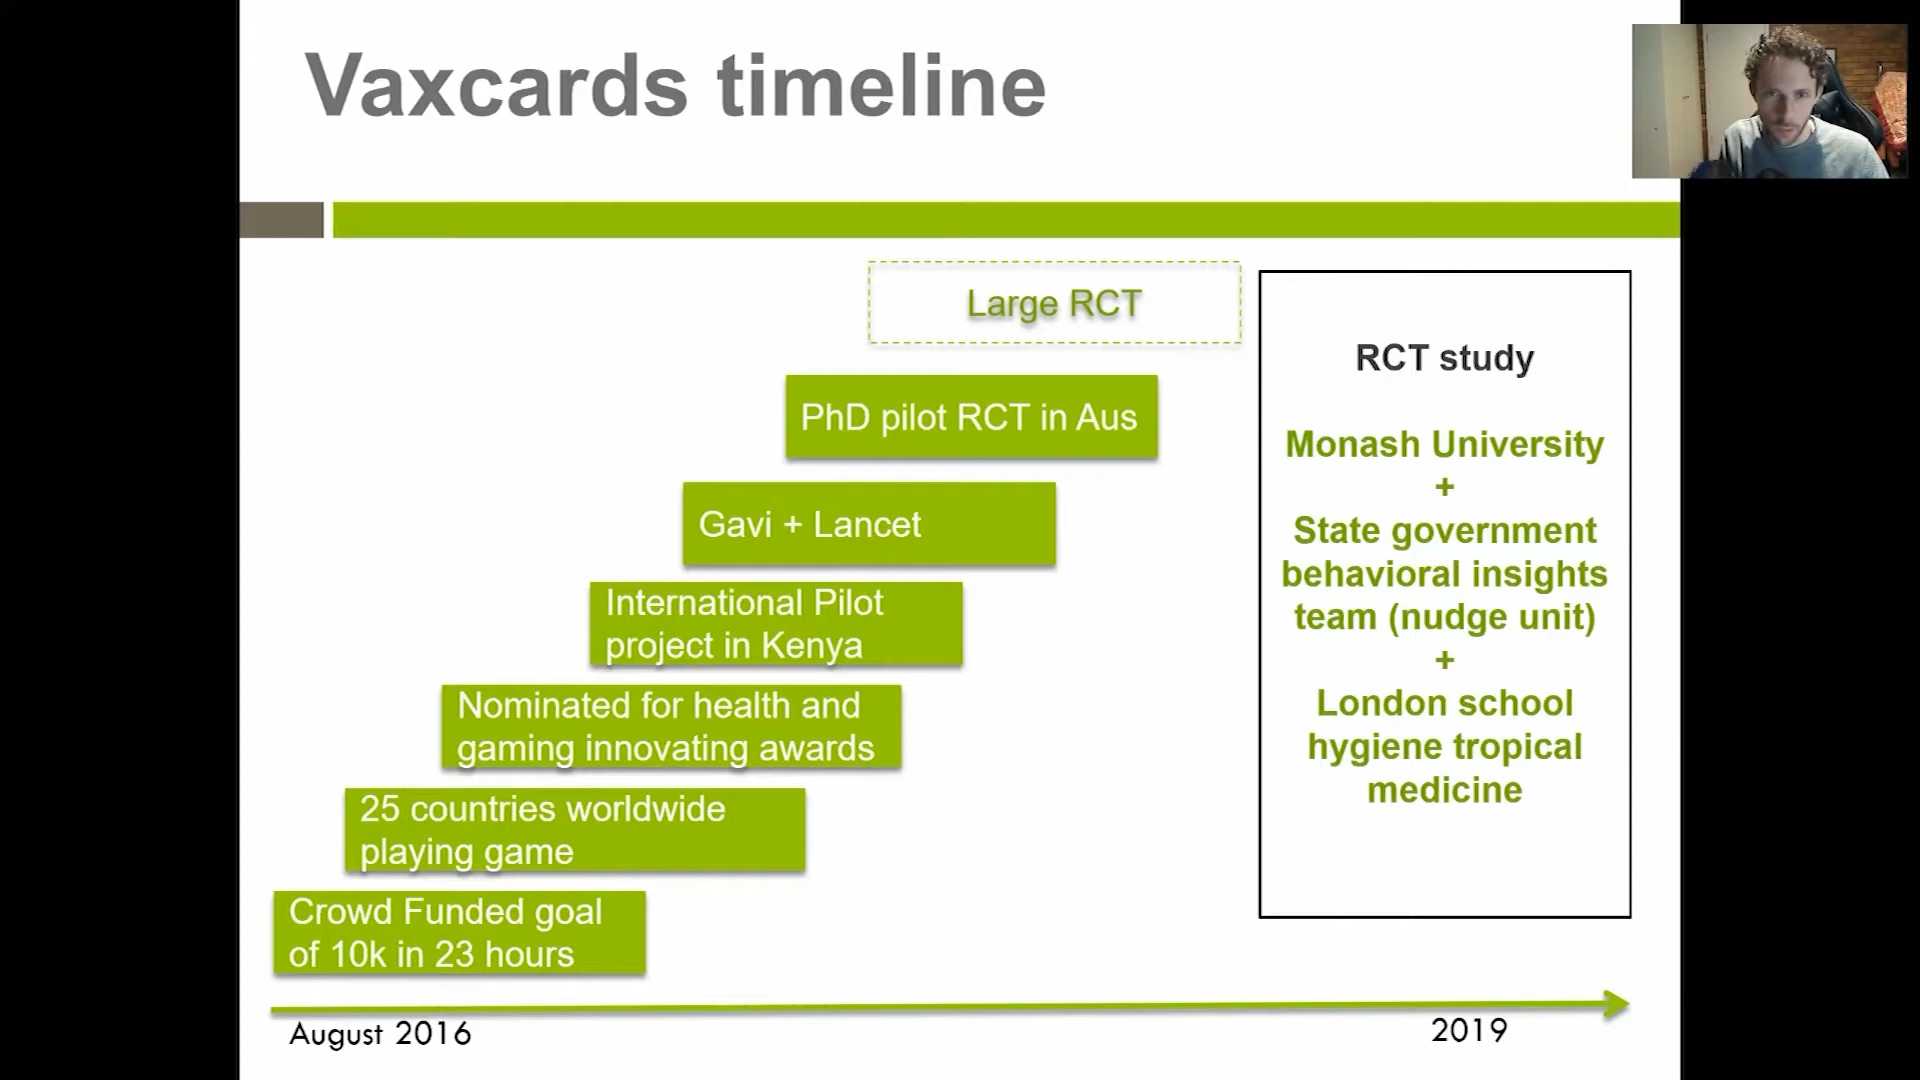 Vaxcards timeline
Large RCT
PhD pilot RCT in Aus
Gavi + Lancet
International Pilot
project in Kenya
Nominated for health and
gaming innovating awards
25 countries worldwide
playing game
Crowd Funded goal
of 10k in 23 hours
RCT study
Monash University
+
State government
behavioral insights
team (nudge unit)
+
London school
hygiene tropical
medicine
August 2016
2019